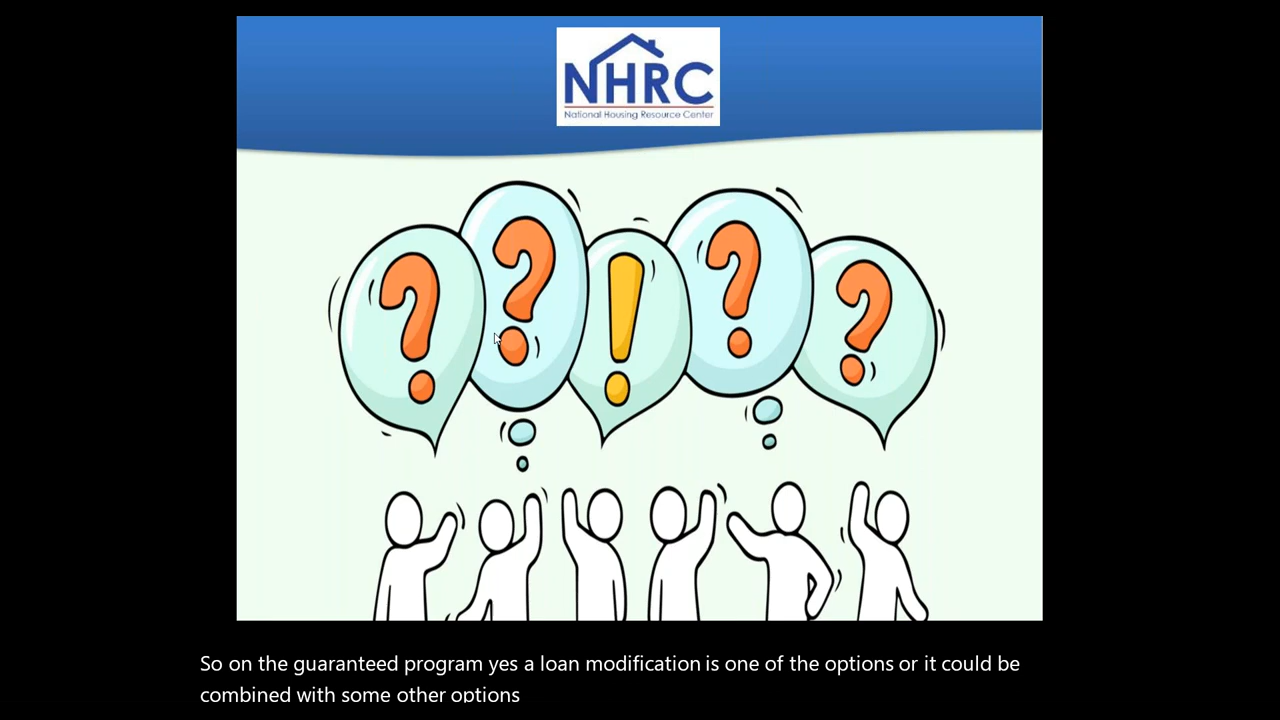 NHRC
National Housing Resource Center
? ? ! ? ?
So on the guaranteed program yes a loan modification is one of the options or it could be
combined with some other options